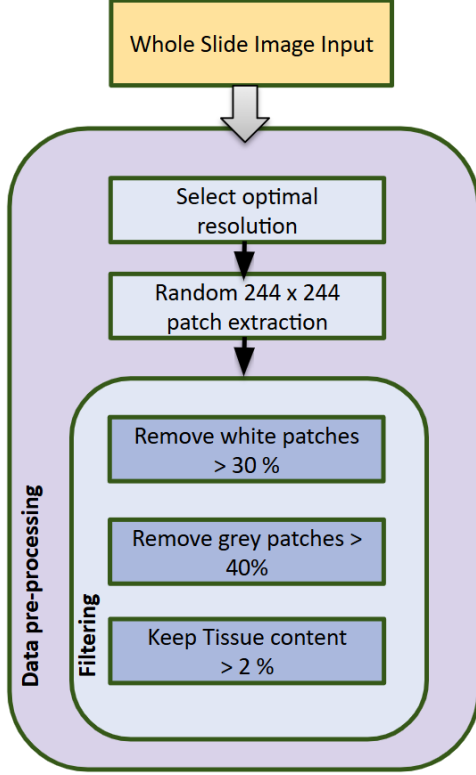 Whole Slide Image Input
Select optimal
resolution
Random 244 x 244
patch extraction
Remove white patches
> 30 %
Remove grey patches >
40%
Keep Tissue content
> 2 %
Filtering
Data pre-processing